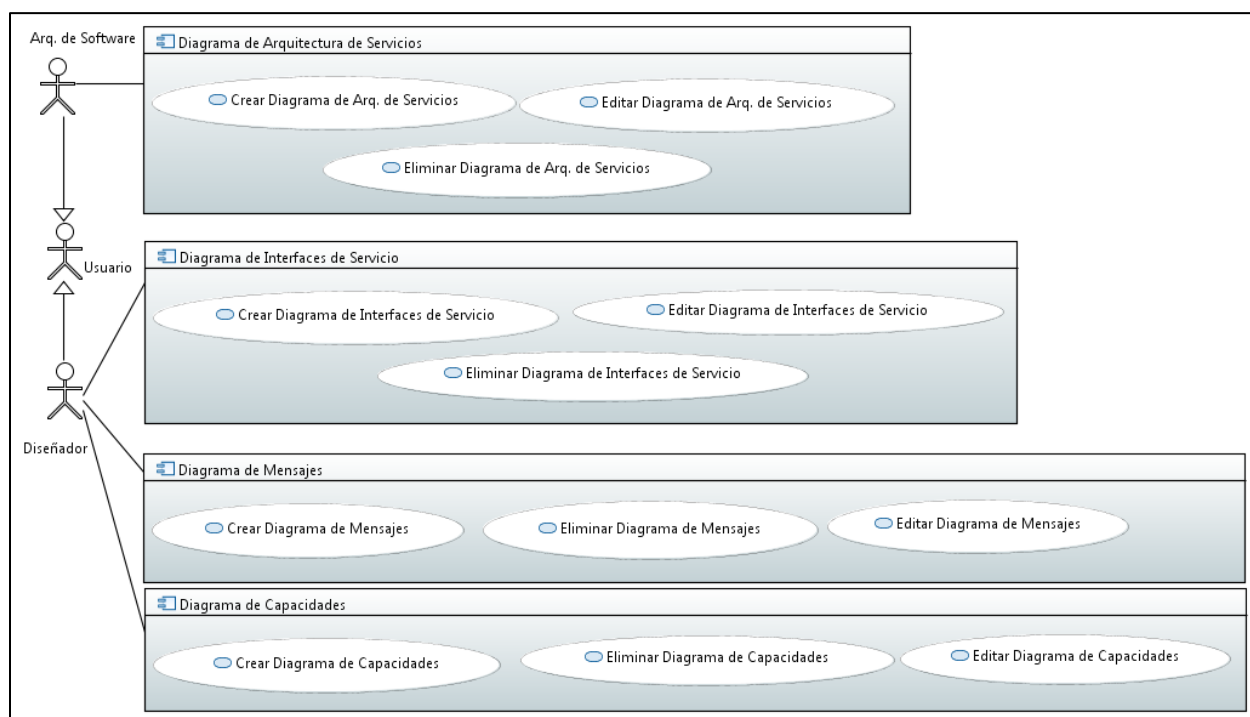 Arq. de Software
Diagrama de Arquitectura de Servicios
Crear Diagrama de Arq. de Servicios
Editar Diagrama de Arq. de Servicios
Eliminar Diagrama de Arq. de Servicios
Usuario
Diagrama de Interfaces de Servicio
Crear Diagrama de Interfaces de Servicio
Editar Diagrama de Interfaces de Servicio
Eliminar Diagrama de Interfaces de Servicio
Diseñador
Diagrama de Mensajes
Crear Diagrama de Mensajes
Eliminar Diagrama de Mensajes
Editar Diagrama de Mensajes
Diagrama de Capacidades
Crear Diagrama de Capacidades
Eliminar Diagrama de Capacidades
Editar Diagrama de Capacidades